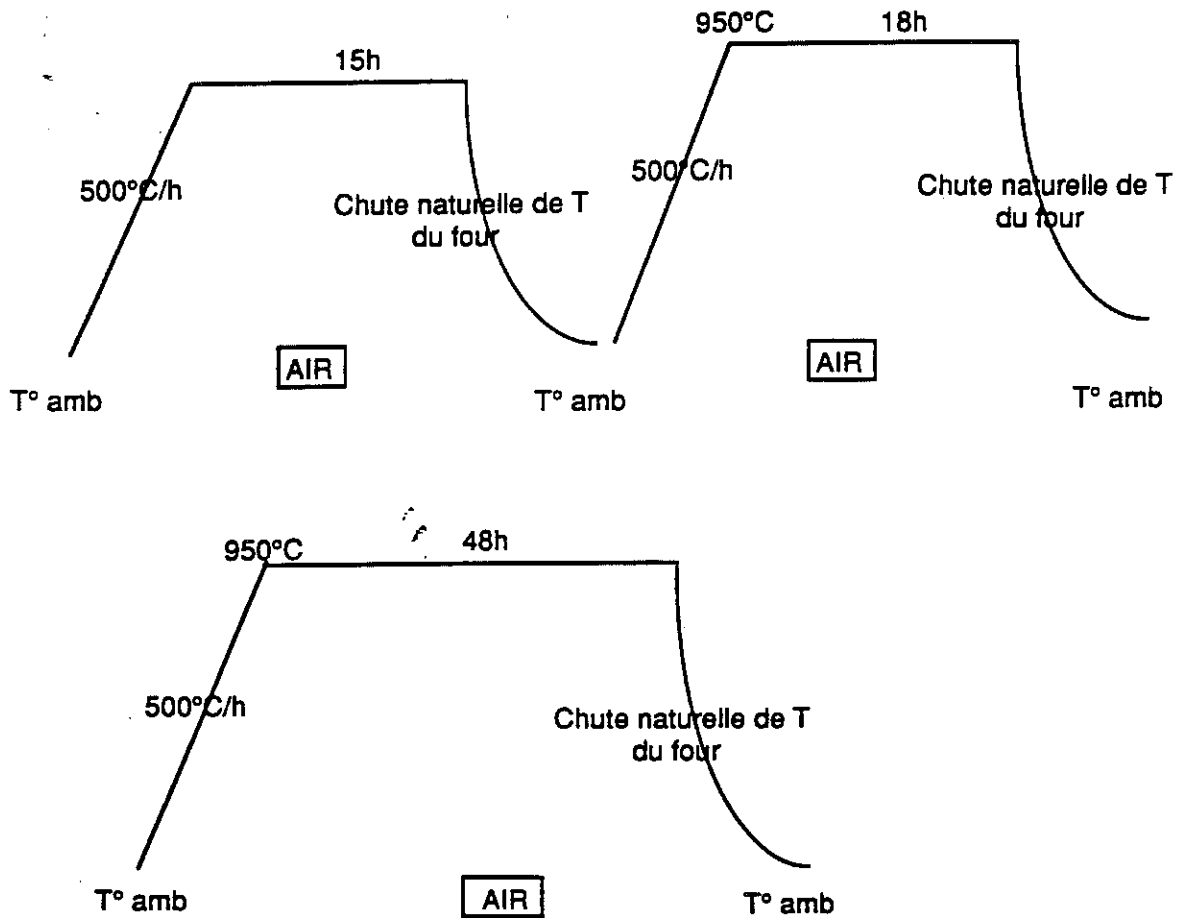 15h
500°C/h
Chute naturelle de T
du four
AIR
T° amb
T° amb
950°C
18h
500°C/h
Chute naturelle de T
du four
AIR
T° amb
950°C
48h
500°C/h
Chute naturelle de T
du four
AIR
T° amb
T° amb